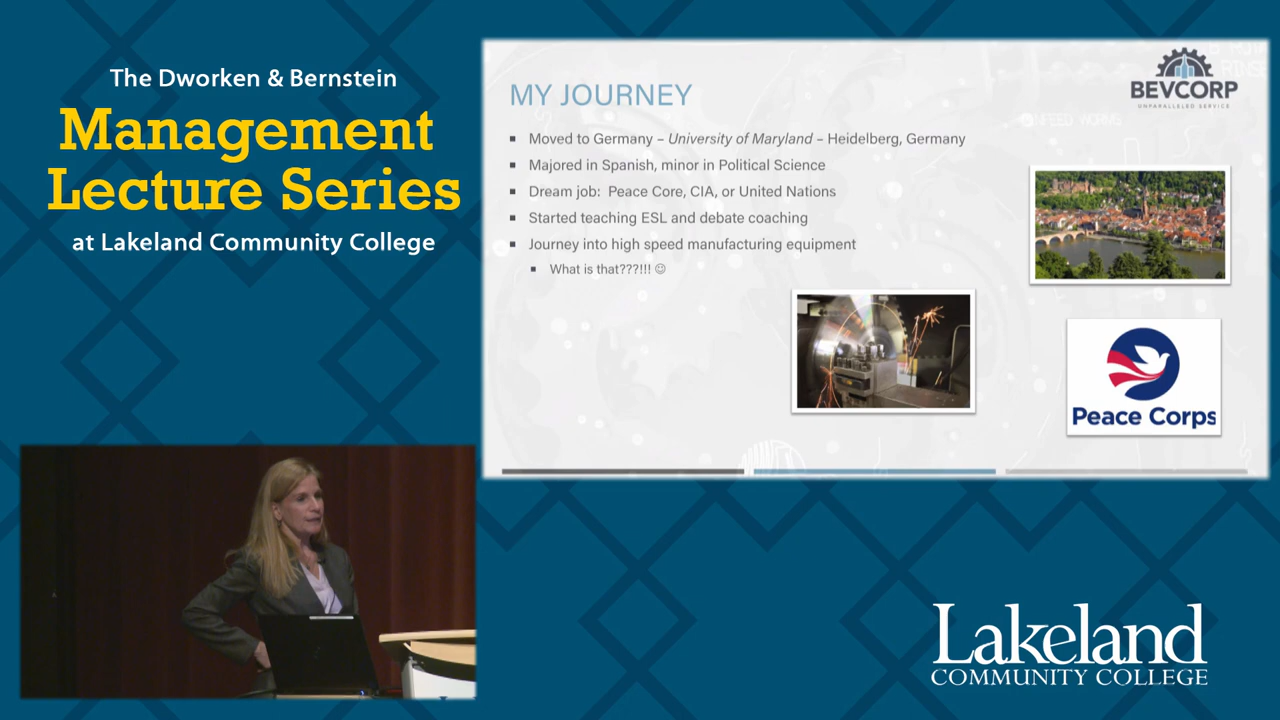 The Dworken & Bernstein
Management
Lecture Series
at Lakeland Community College
BEVCORP
UNPARALLELED SERVICE
MY JOURNEY
Moved to Germany – University of Maryland – Heidelberg, Germany
Majored in Spanish, minor in Political Science
Dream job: Peace Core, CIA, or United Nations
Started teaching ESL and debate coaching
Journey into high speed manufacturing equipment
What is that???!!! ☺
Peace Corps
Lakeland
COMMUNITY COLLEGE